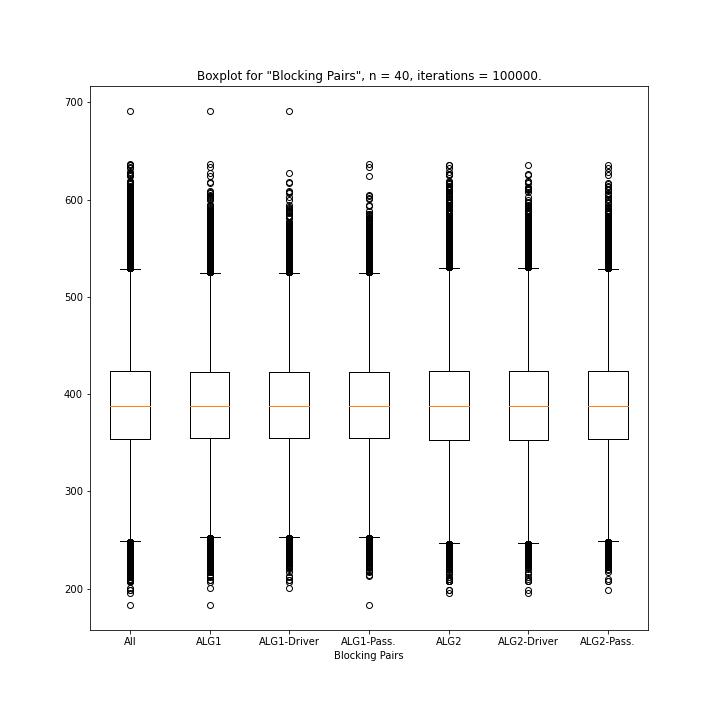 Boxplot for "Blocking Pairs", n = 40, iterations = 100000.
700
600
500
400
300
200
All ALG1 ALG1-Driver ALG1-Pass. ALG2 ALG2-Driver ALG2-Pass.
Blocking Pairs